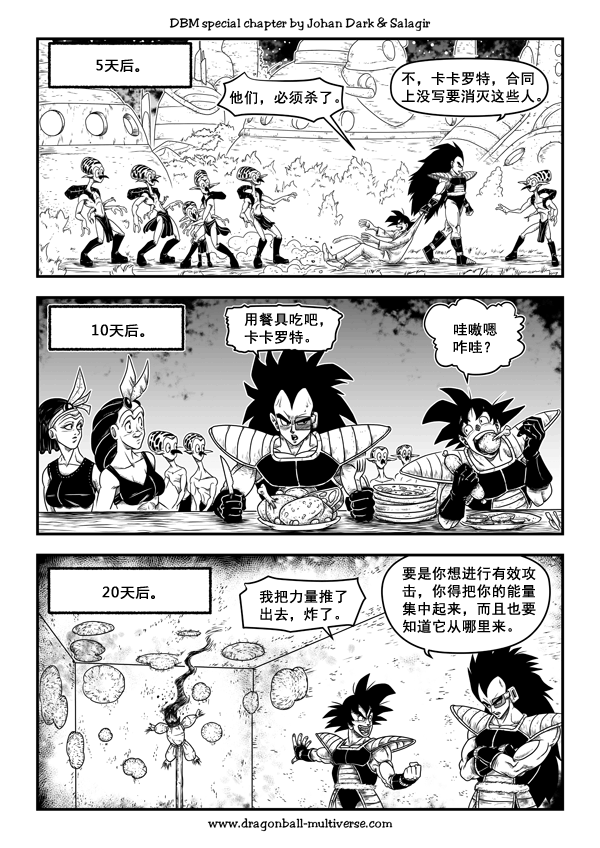 DBM special chapter by Johan Dark & Salagir
5天后。
他们，必须杀了。
不，卡卡罗特，合同
上没写要消灭这些人。
10天后。
用餐具吃吧，
卡卡罗特。
哇嗷嗯
咋哇？
20天后。
我把力量推了
出去，炸了。
要是你想进行有效攻
击，你得把你的能量
集中起来，而且也要
知道它从哪里来。
www.dragonball-multiverse.com